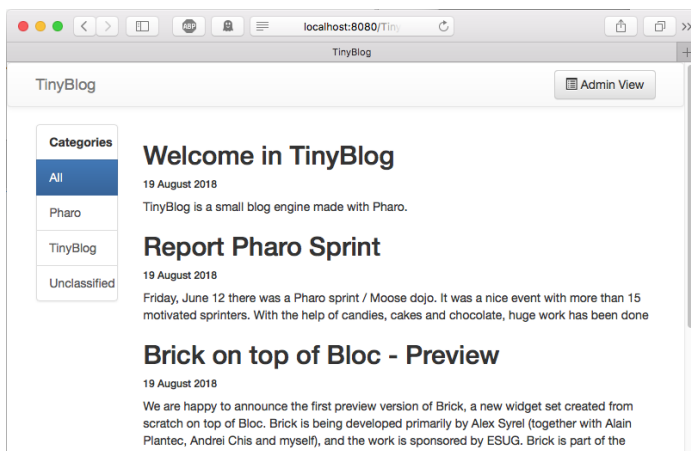 ABP
localhost:8080/Tiny
TinyBlog
TinyBlog
Admin View
Categories
All
Pharo
TinyBlog
Unclassified
Welcome in TinyBlog
19 August 2018
TinyBlog is a small blog engine made with Pharo.
Report Pharo Sprint
19 August 2018
Friday, June 12 there was a Pharo sprint / Moose dojo. It was a nice event with more than 15
motivated sprinters. With the help of candies, cakes and chocolate, huge work has been done
Brick on top of Bloc - Preview
19 August 2018
We are happy to announce the first preview version of Brick, a new widget set created from
scratch on top of Bloc. Brick is being developed primarily by Alex Syrel (together with Alain
Plantec, Andrei Chis and myself), and the work is sponsored by ESUG. Brick is part of the